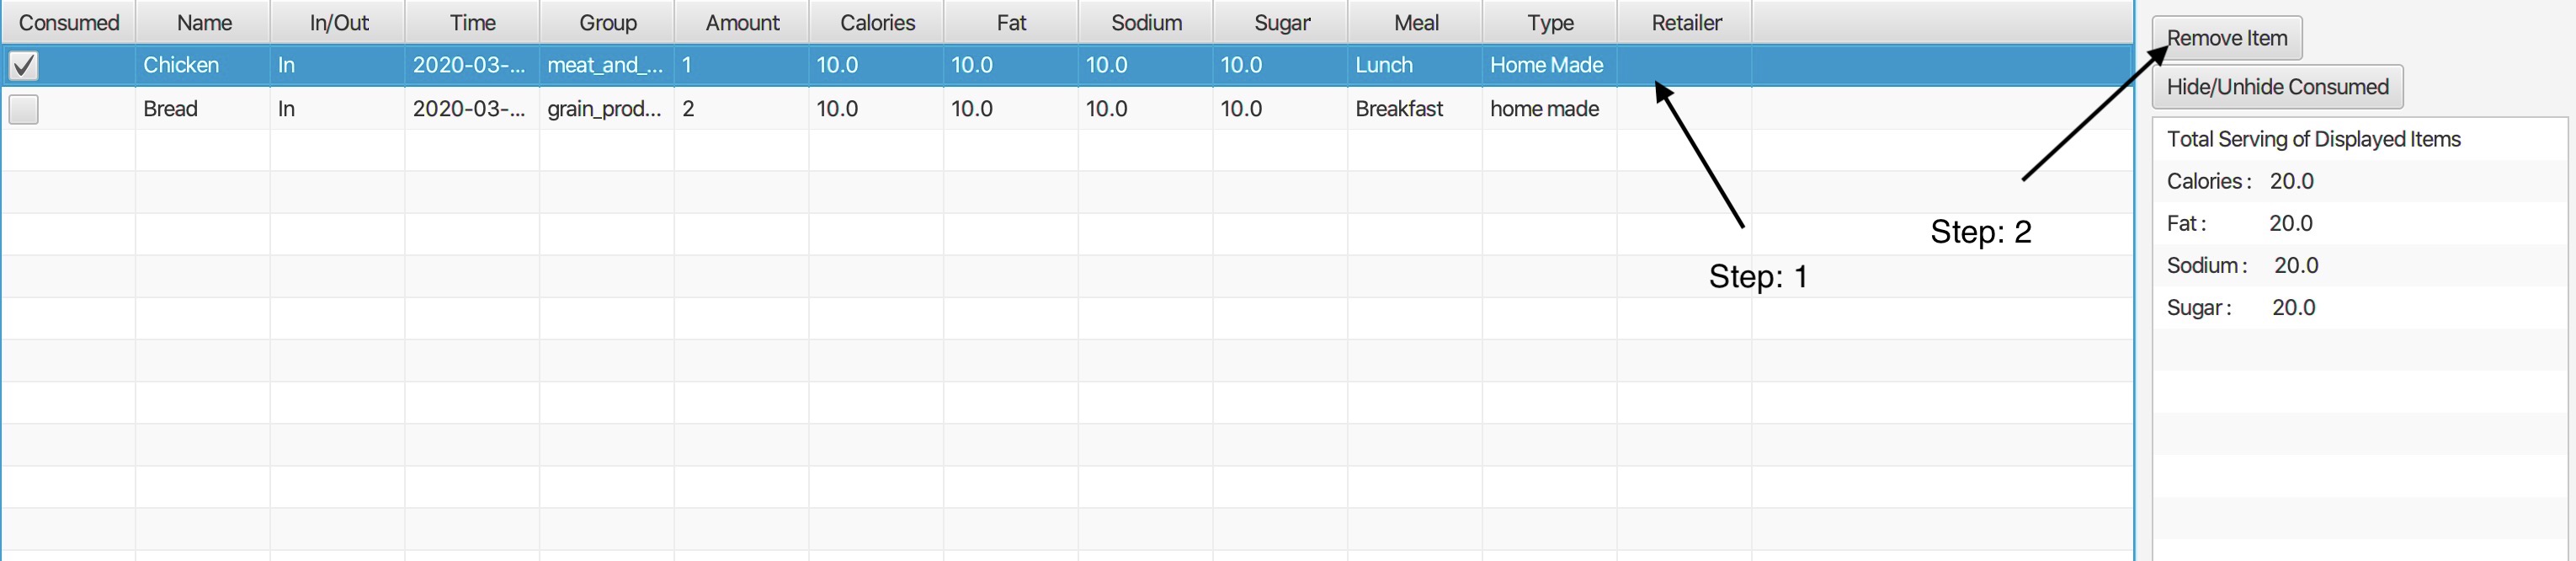 Consumed Name In/Out Time Group Amount Calories Fat Sodium Sugar Meal Type Retailer
Chicken In 2020-03-... meat_and_... 1 10.0 10.0 10.0 10.0 Lunch Home Made
Bread In 2020-03-... grain_prod... 2 10.0 10.0 10.0 10.0 Breakfast home made
Step: 1
Step: 2
Remove Item
Hide/Unhide Consumed
Total Serving of Displayed Items
Calories : 20.0
Fat : 20.0
Sodium : 20.0
Sugar : 20.0